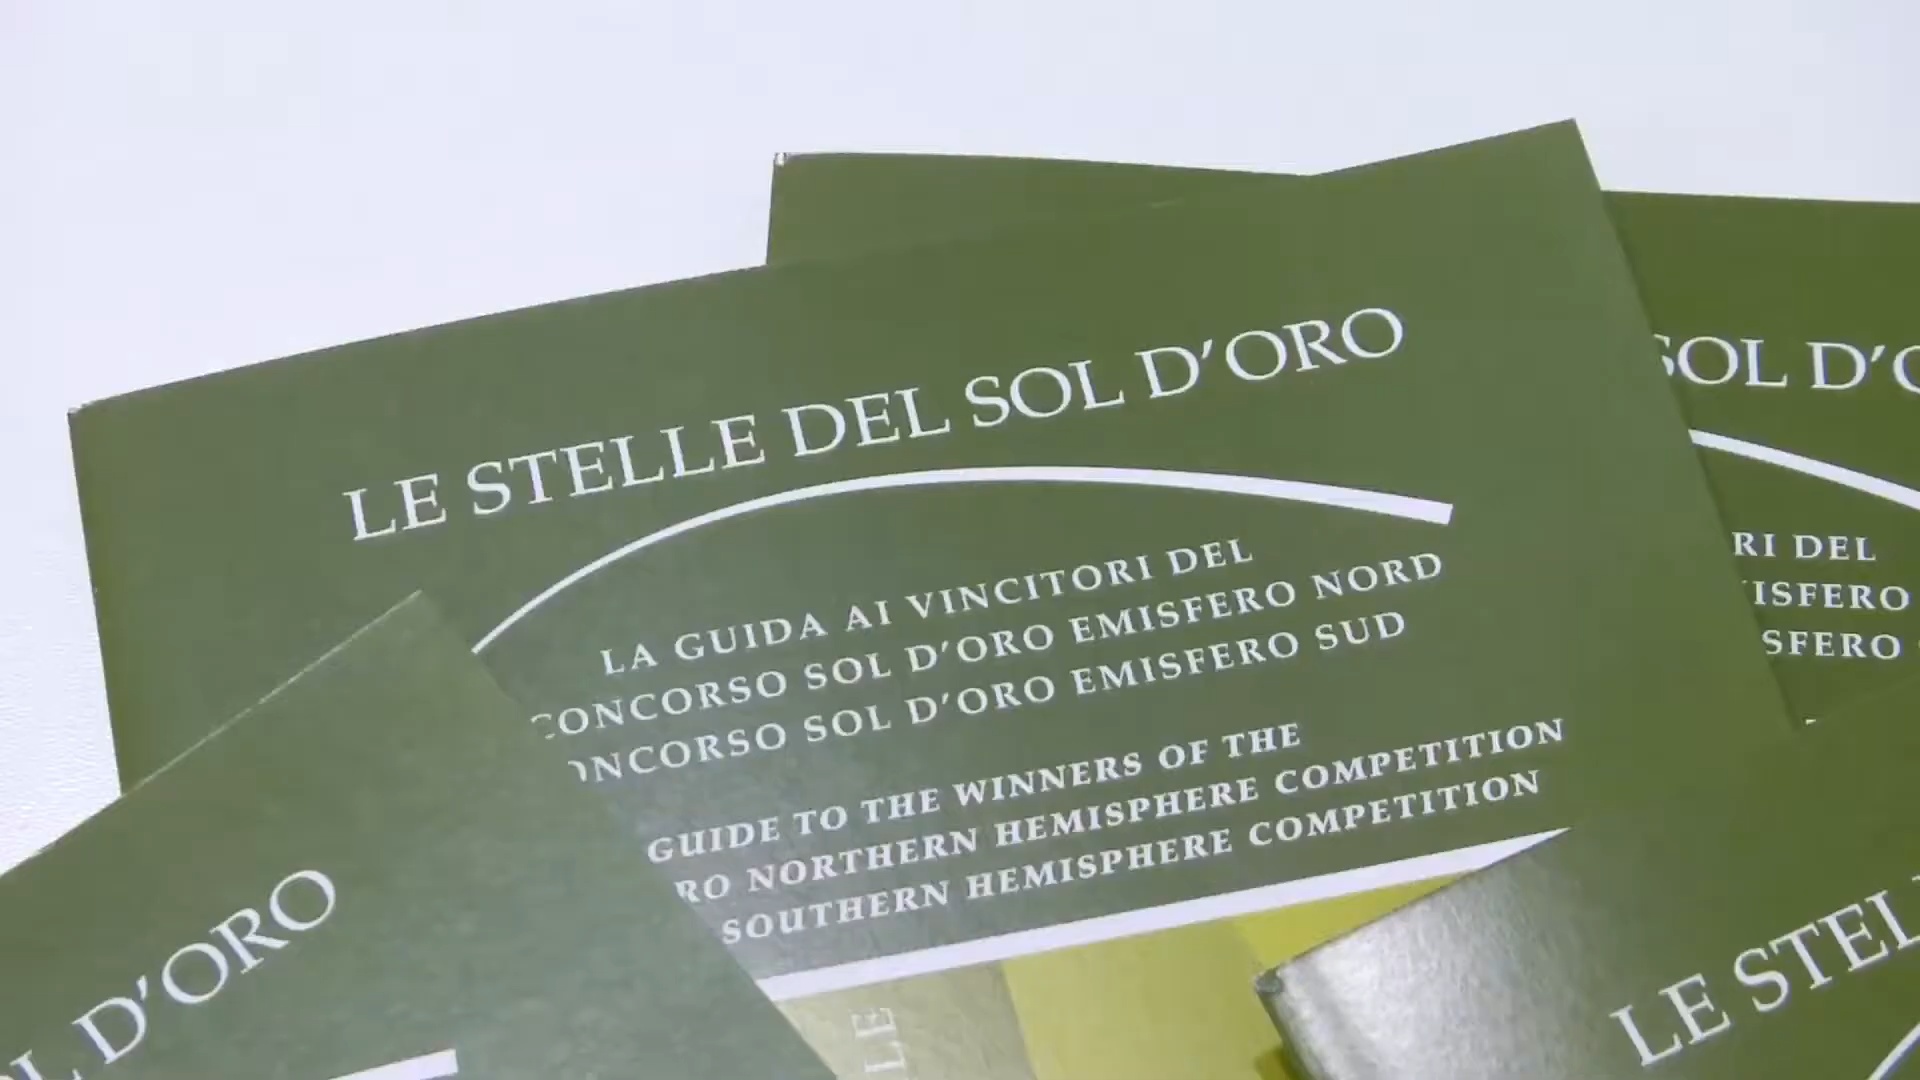 LE STELLE DEL SOL D'ORO
LA GUIDA AI VINCITORI DEL
CONCORSO SOL D'ORO EMISFERO NORD
ONCORSO SOL D'ORO EMISFERO SUD
GUIDE TO THE WINNERS OF THE
RO NORTHERN HEMISPHERE COMPETITION
SOUTHERN HEMISPHERE COMPETITION
SOL D'O
RI DEL
ISFERO
SFERO
L D'ORO
LE STEL
LE